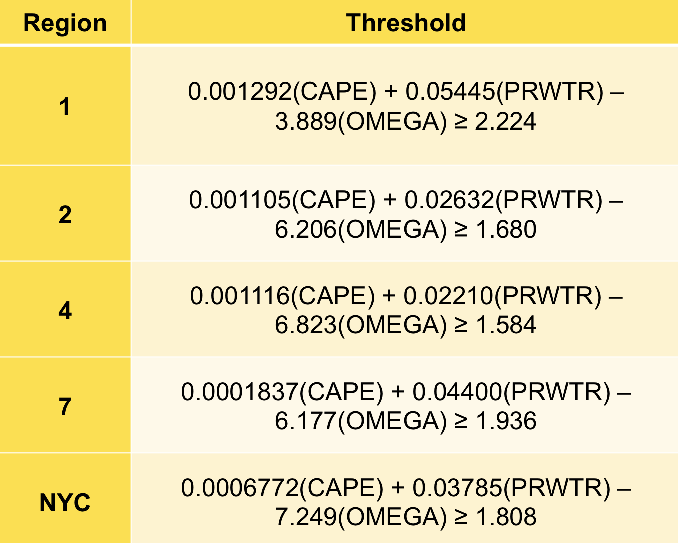 Region Threshold
1
0.001292(CAPE) + 0.05445(PRWTR) –
3.889(OMEGA) ≥ 2.224
2
0.001105(CAPE) + 0.02632(PRWTR) –
6.206(OMEGA) ≥ 1.680
4
0.001116(CAPE) + 0.02210(PRWTR) –
6.823(OMEGA) ≥ 1.584
7
0.0001837(CAPE) + 0.04400(PRWTR) –
6.177(OMEGA) ≥ 1.936
NYC
0.0006772(CAPE) + 0.03785(PRWTR) –
7.249(OMEGA) ≥ 1.808